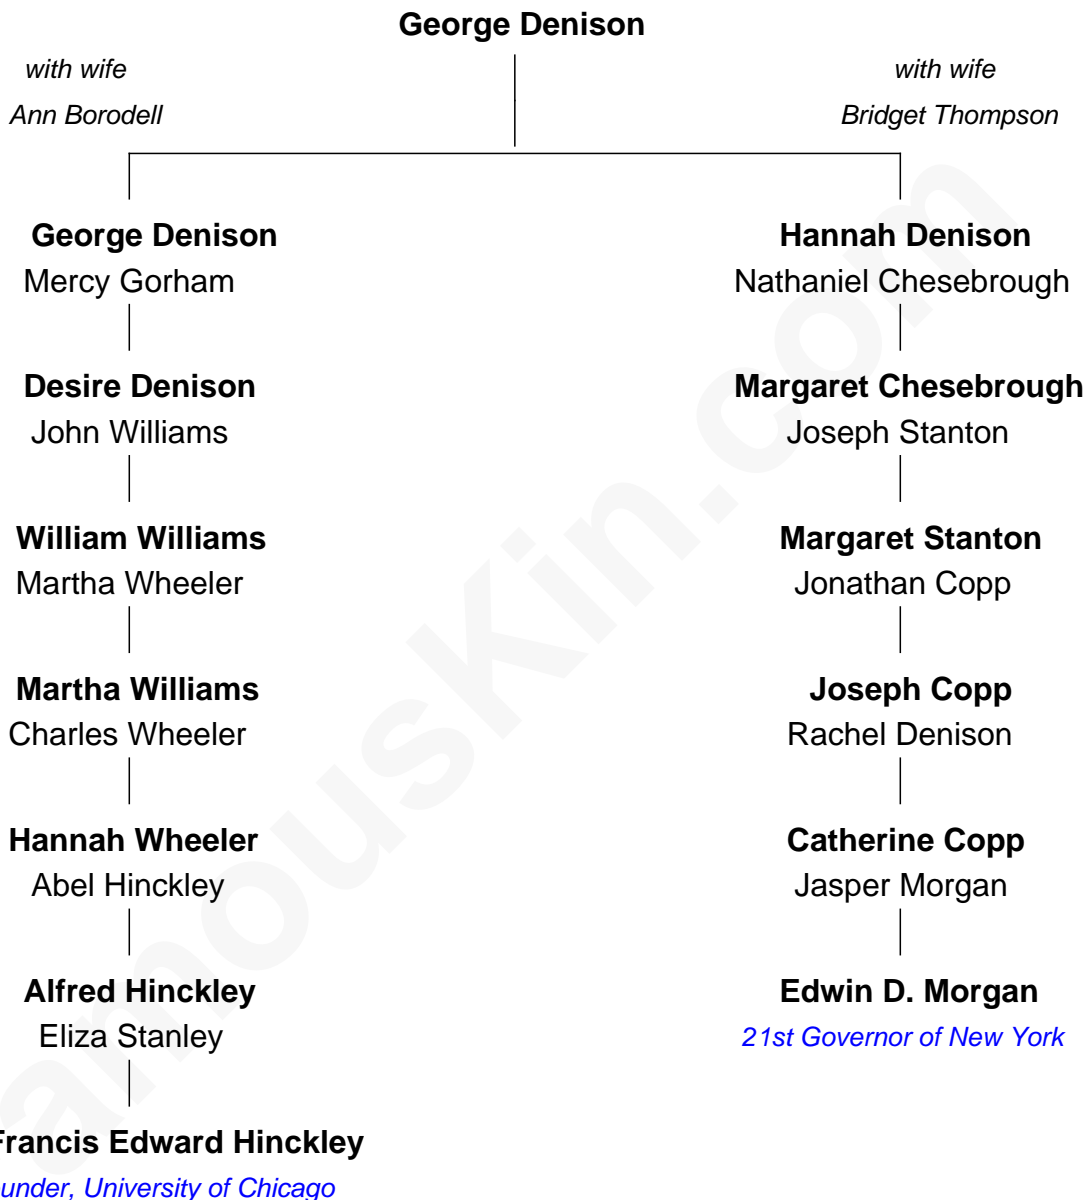 George Denison
with wife
with wife
Ann Borodell
Bridget Thompson
George Denison
Hannah Denison
Mercy Gorham
Nathaniel Chesebrough
Desire Denison
Margaret Chesebrough
John Williams
Joseph Stanton
William Williams
Margaret Stanton
Martha Wheeler
Jonathan Copp
Martha Williams
Joseph Copp
Charles Wheeler
Rachel Denison
Hannah Wheeler
Catherine Copp
Abel Hinckley
Jasper Morgan
Alfred Hinckley
Edwin D. Morgan
Eliza Stanley
21st Governor of New York
Francis Edward Hinckley
under, University of Chicago
amousKin.com